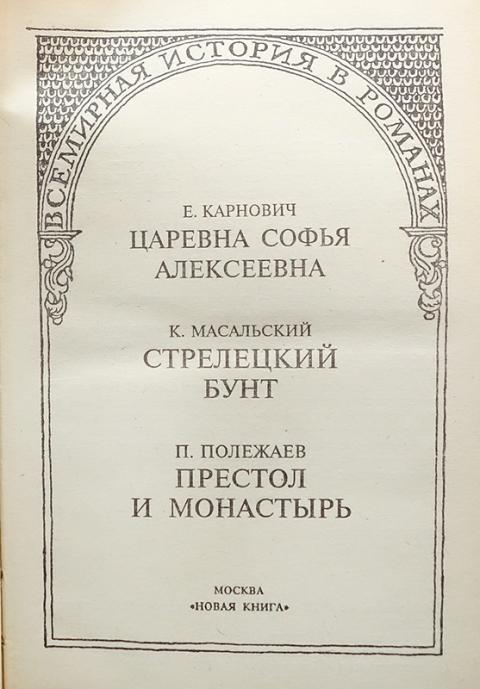 ВСЕМИРНАЯ ИСТОРИЯ В РОМАНАХ
Е. КАРНОВИЧ
ЦАРЕВНА СОФЬЯ
АЛЕКСЕЕВНА
К. МАСАЛЬСКИЙ
СТРЕЛЕЦКИЙ
БУНТ
П. ПОЛЕЖАЕВ
ПРЕСТОЛ
И МОНАСТЫРЬ
МОСКВА
«НОВАЯ КНИГА»